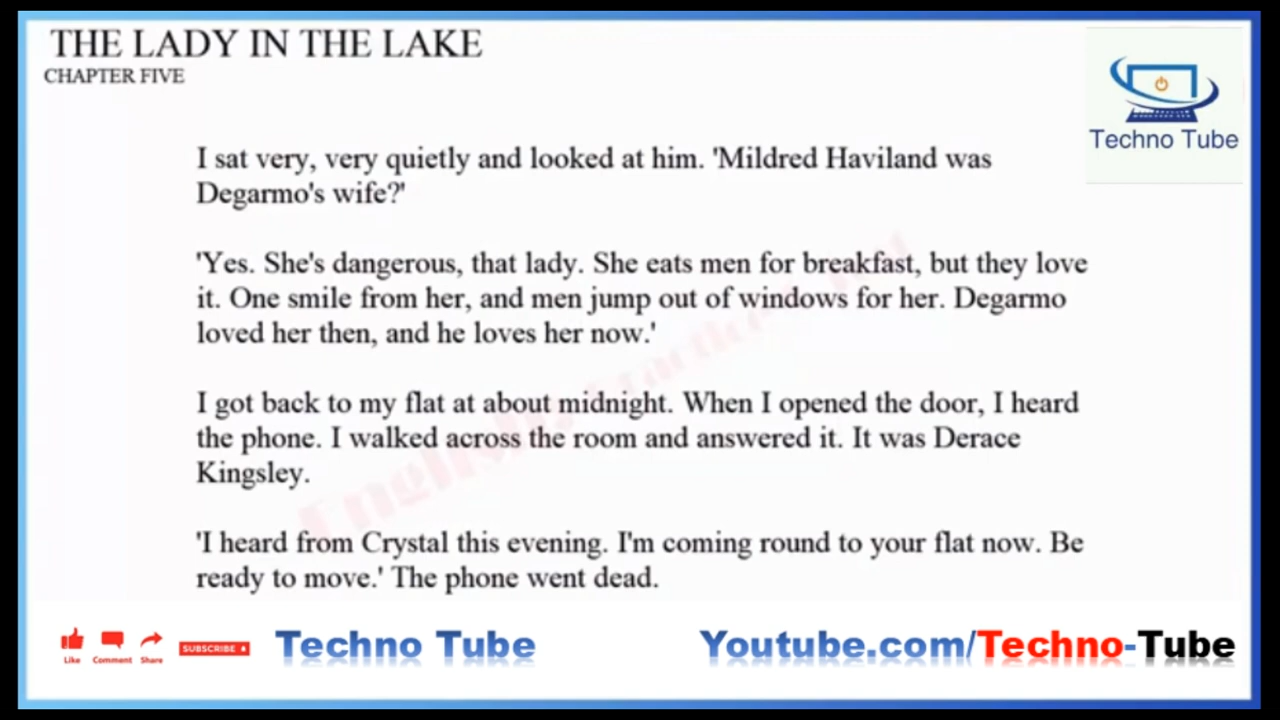 THE LADY IN THE LAKE
CHAPTER FIVE
Techno Tube
I sat very, very quietly and looked at him. 'Mildred Haviland was
Degarmo's wife?'
'Yes. She's dangerous, that lady. She eats men for breakfast, but they love
it. One smile from her, and men jump out of windows for her. Degarmo
loved her then, and he loves her now.'
I got back to my flat at about midnight. When I opened the door, I heard
the phone. I walked across the room and answered it. It was Derace
Kingsley.
'I heard from Crystal this evening. I'm coming round to your flat now. Be
ready to move.' The phone went dead.
Like Comment Share SUBSCRIBE Techno Tube Youtube.com/Techno-Tube